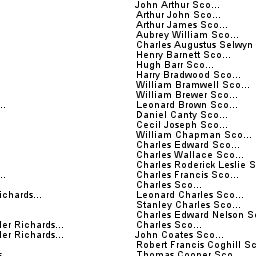 John Arthur Sco...
Arthur John Sco...
Arthur James Sco...
Aubrey William Sco...
Charles Augustus Selwyn
Henry Barnett Sco...
Hugh Barr Sco...
Harry Bradwood Sco...
William Bramwell Sco...
William Brewer Sco...
... Leonard Brown Sco...
Daniel Canty Sco...
Cecil Joseph Sco...
William Chapman Sco...
Charles Edward Sco...
Charles Wallace Sco...
Charles Roderick Leslie S
... Charles Francis Sco...
Charles Sco...
ichards... Leonard Charles Sco...
Stanley Charles Sco...
Charles Edward Nelson Sc
der Richards... Charles Sco...
der Richards... John Coates Sco...
Robert Francis Coghill Sc
Thomas Cooper Sco...